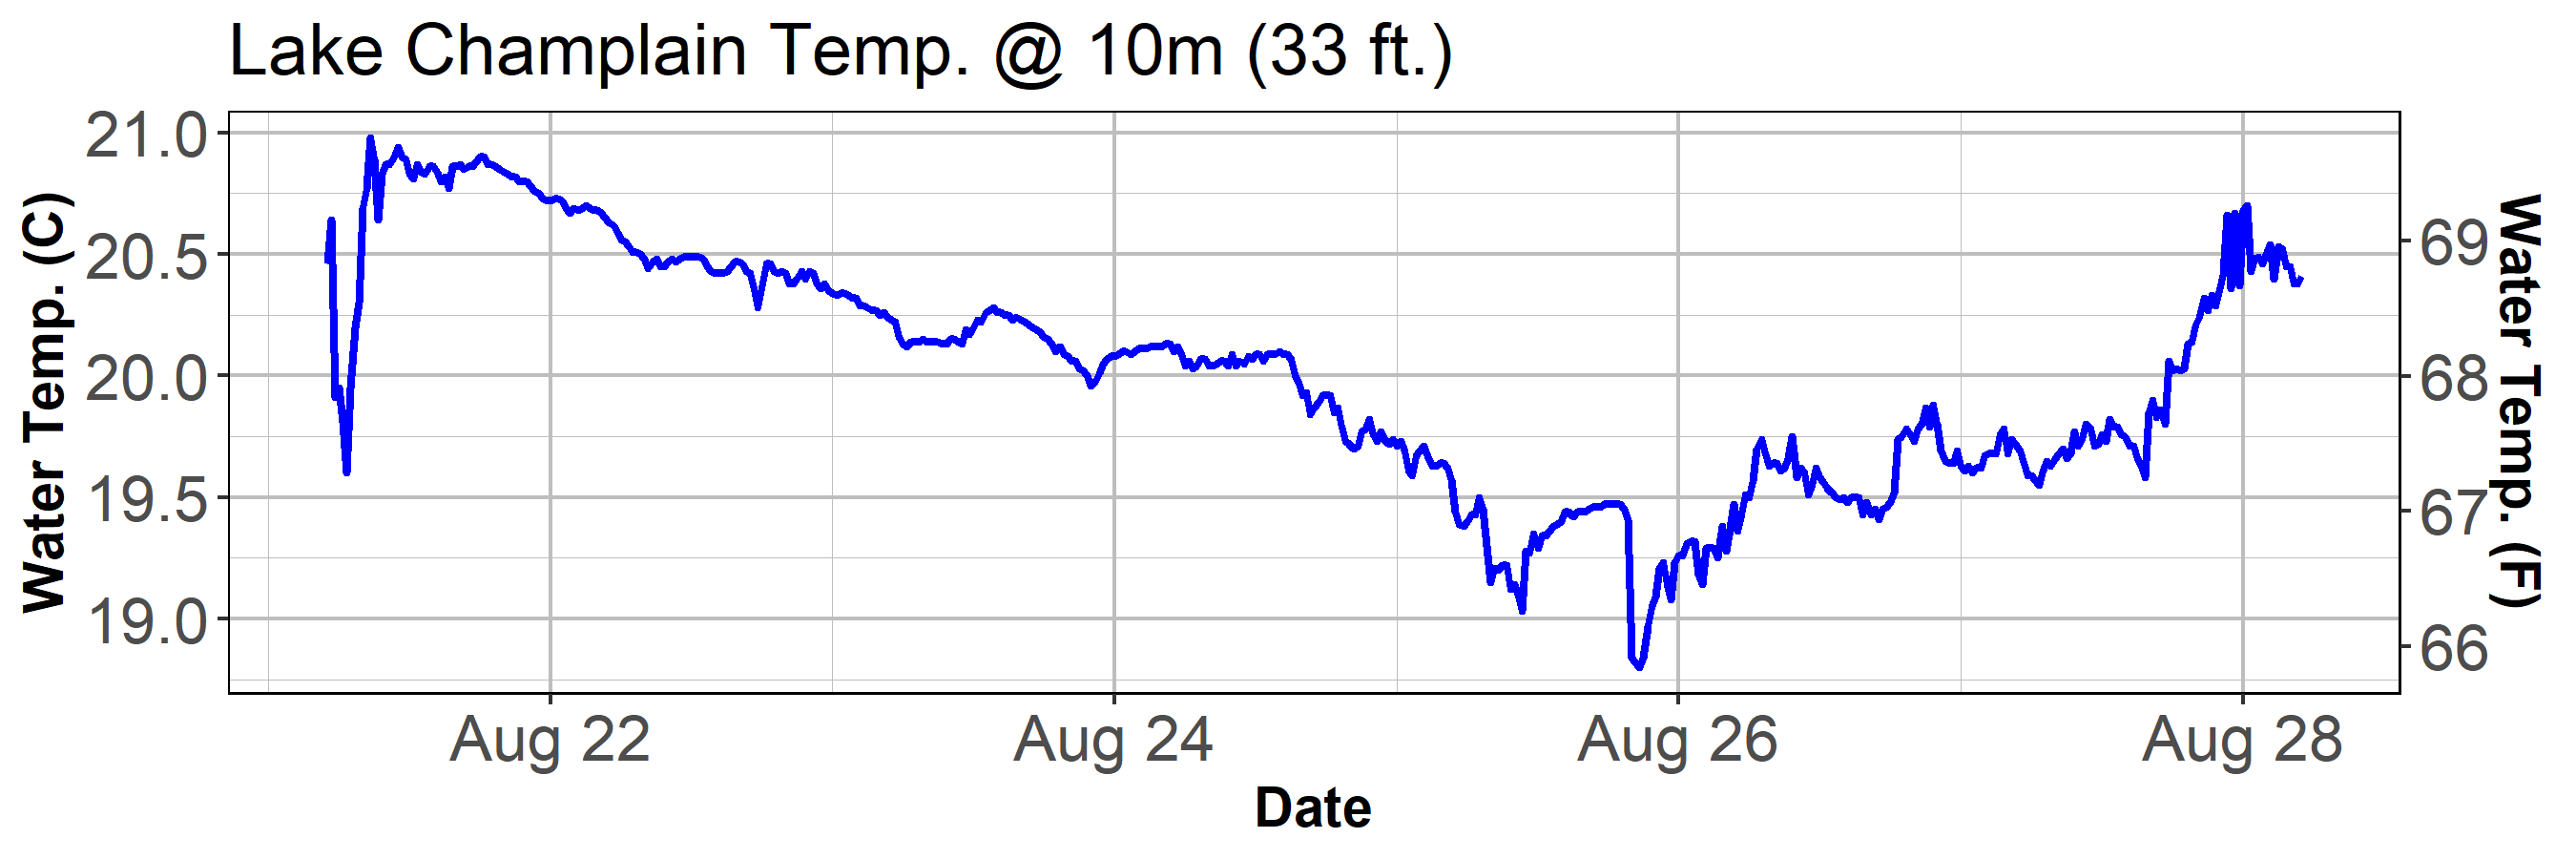 Lake Champlain Temp. @ 10m (33 ft.)
21.0
20.5
20.0
19.5
19.0
Water Temp. (C)
69
68
67
66
Water Temp. (F)
Aug 22
Aug 24
Aug 26
Aug 28
Date